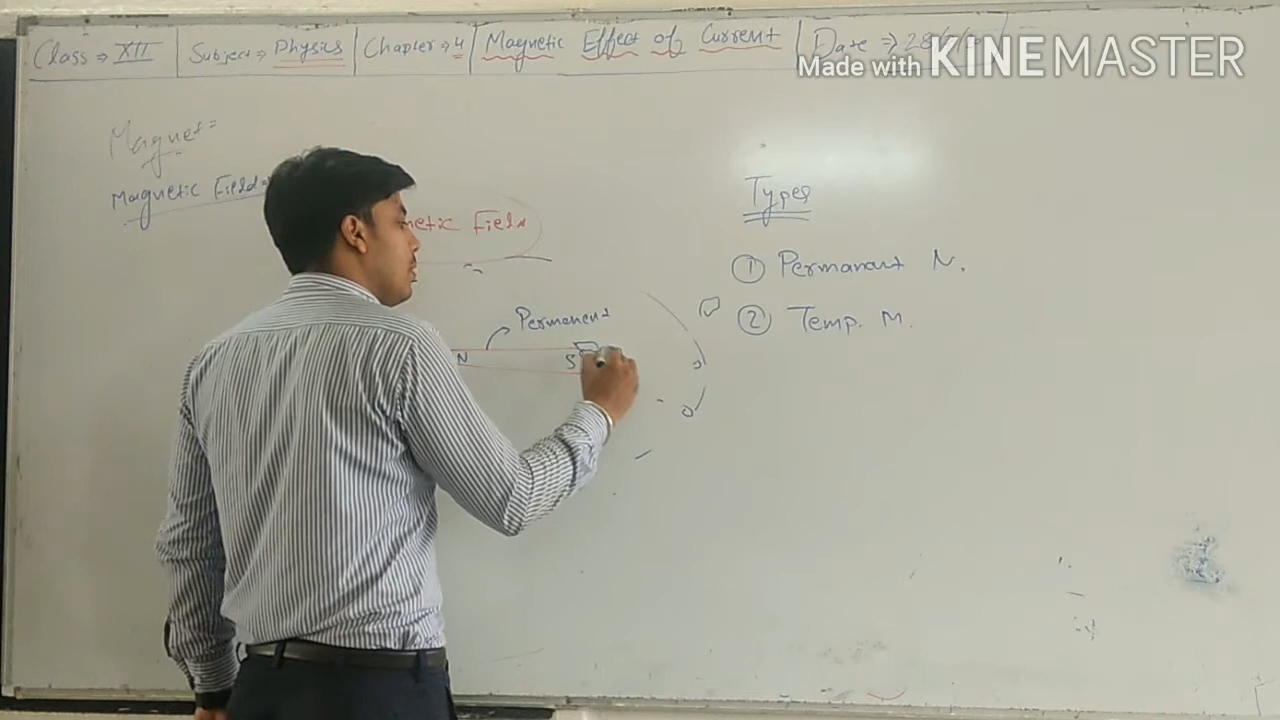 Class ⇒ XII | Subject ⇒ Physics | Chapter ⇒ 4 | Magnetic Effect of Current | Date ⇒ 28
Made with KINEMASTER
Magnet =
Magnetic Field
netic Field
Types
① Permanant N.
② Temp. M.
Permenent
N S